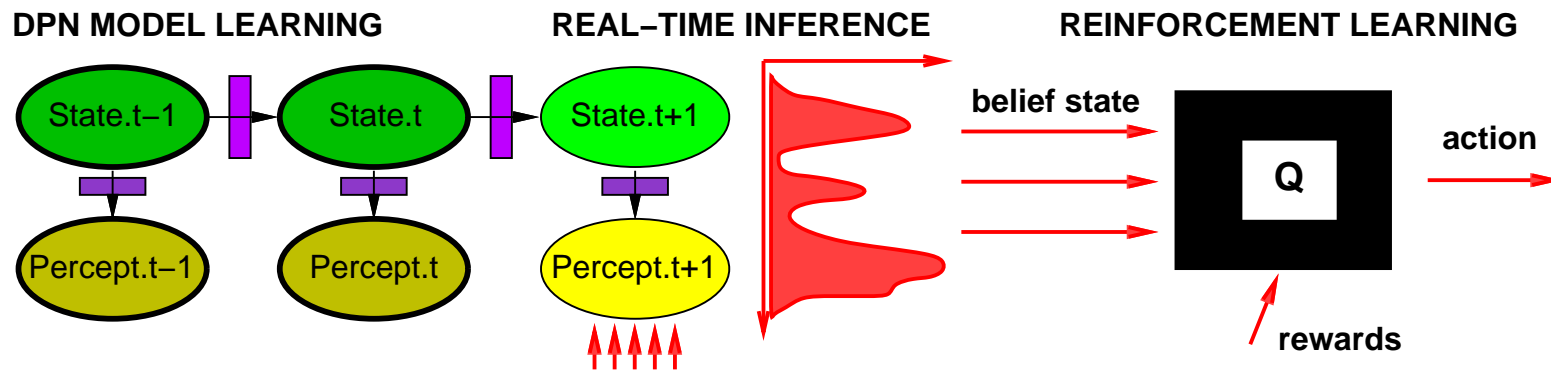 DPN MODEL LEARNING
REAL−TIME INFERENCE
REINFORCEMENT LEARNING
State.t−1
State.t
State.t+1
belief state
action
Q
Percept.t−1
Percept.t
Percept.t+1
rewards